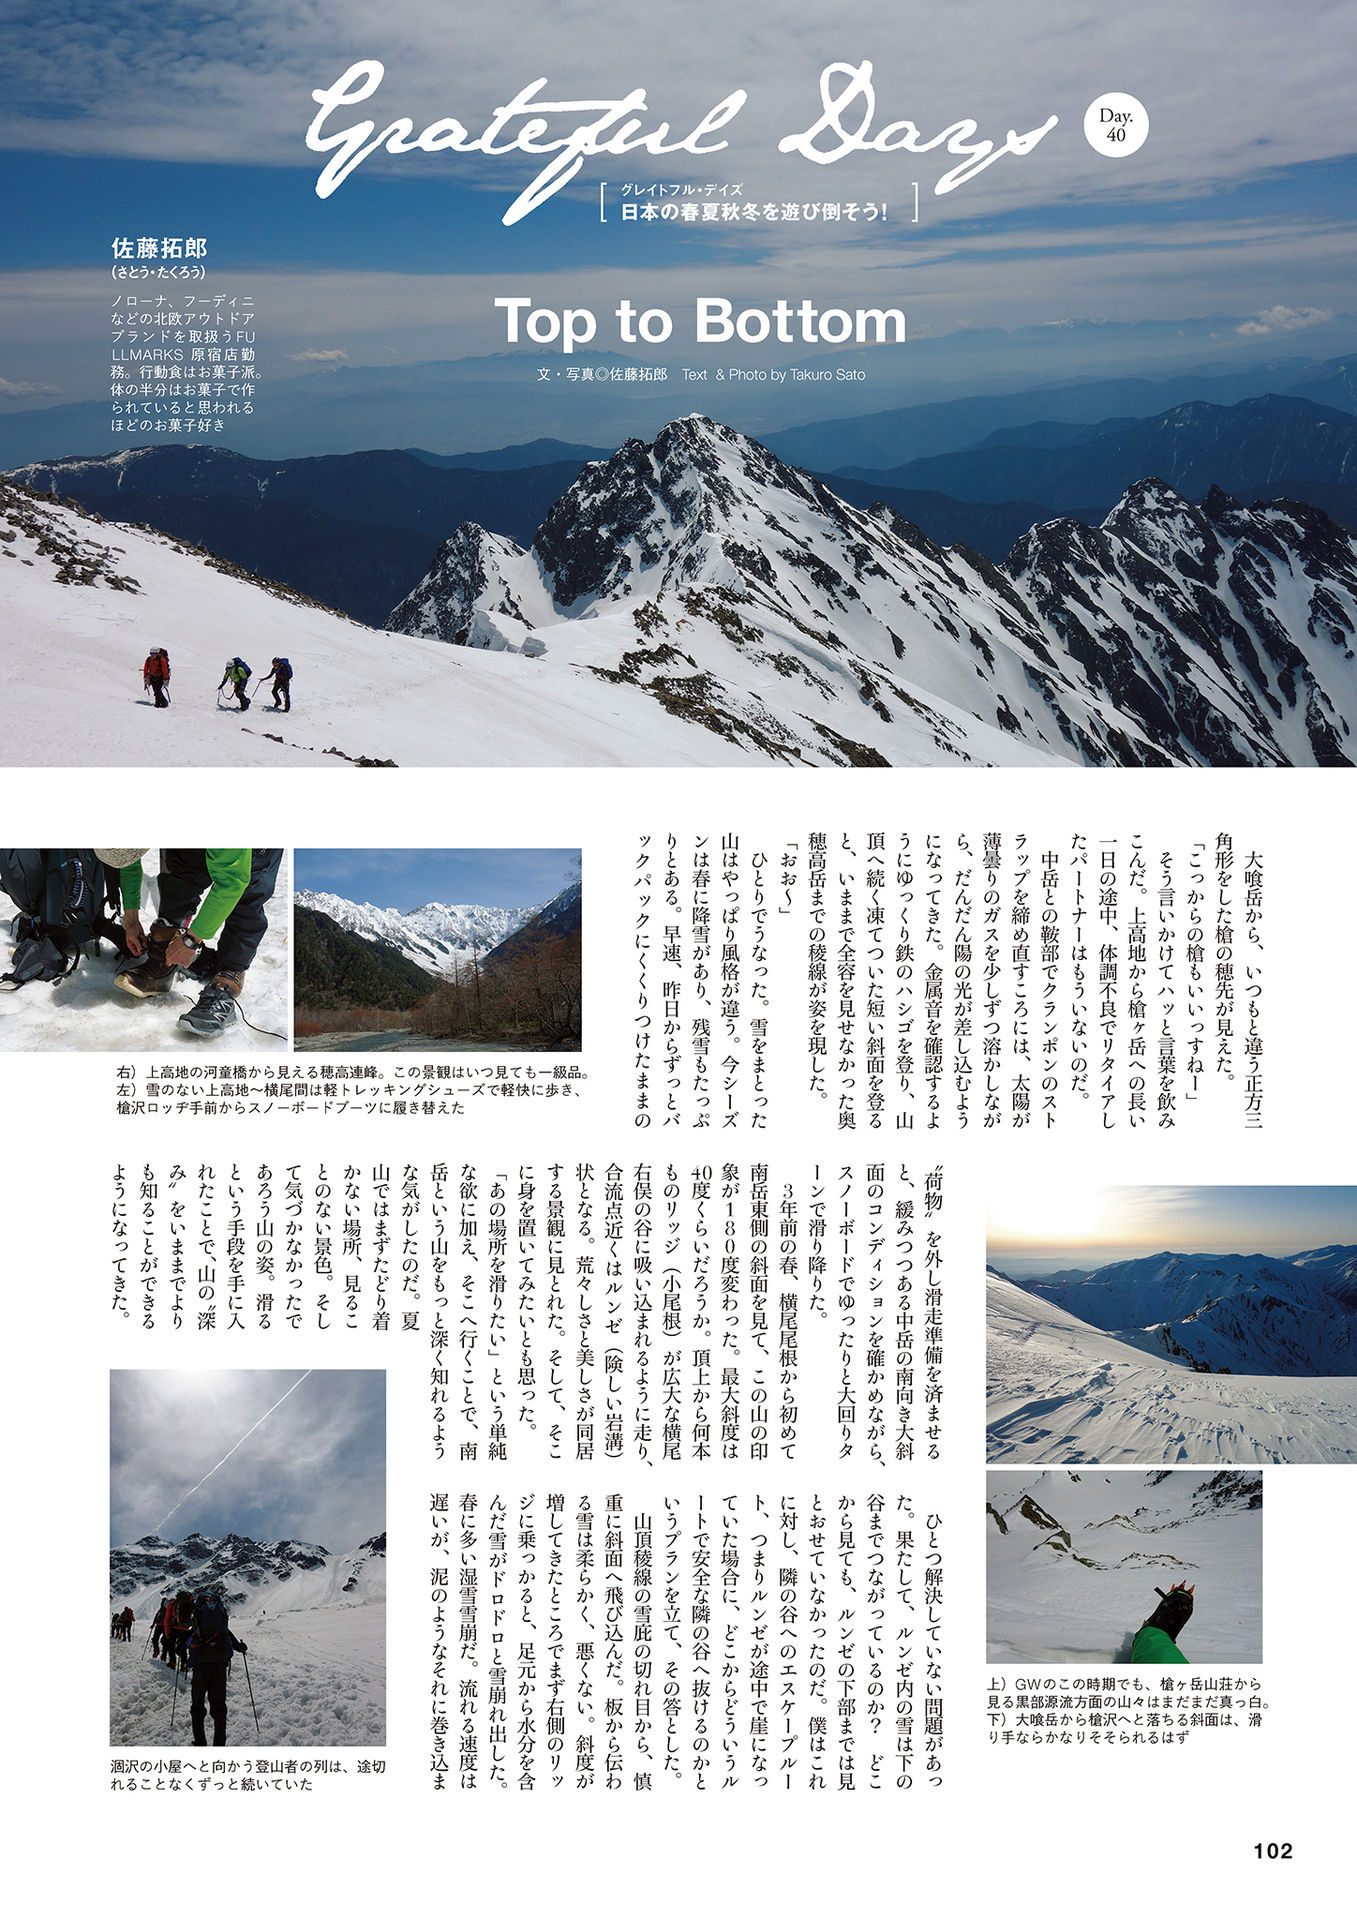 Grateful Days
Day.
40
グレイトフル・デイズ
日本の春夏秋冬を遊び倒そう！
佐藤拓郎
（さとう・たくろう）
ノローナ、フーディニ
などの北欧アウトドア
ブランドを取扱うFU
LLMARKS 原宿店勤
務。行動食はお菓子派。
体の半分はお菓子で作
られていると思われる
ほどのお菓子好き
Top to Bottom
文・写真◎佐藤拓郎　Text & Photo by Takuro Sato
大喰岳から、いつもと違う正方三
角形をした槍の穂先が見えた。
「こっからの槍もいいっすねー」
そう言いかけてハッと言葉を飲み
こんだ。上高地から槍ヶ岳への長い
一日の途中、体調不良でリタイアし
たパートナーはもういないのだ。
中岳との鞍部でクランポンのスト
ラップを締め直すころには、太陽が
薄曇りのガスを少しずつ溶かしなが
ら、だんだん陽の光が差し込むよう
になってきた。金属音を確認するよ
うにゆっくり鉄のハシゴを登り、山
頂へ続く凍てついた短い斜面を登る
と、いままで全容を見せなかった奥
穂高岳までの稜線が姿を現した。
「おお〜」
ひとりでうなった。雪をまとった
山はやっぱり風格が違う。今シーズ
ンは春に降雪があり、残雪もたっぷ
りとある。早速、昨日からずっとバ
ックパックにくくりつけたままの
右）上高地の河童橋から見える穂高連峰。この景観はいつ見ても一級品。
左）雪のない上高地〜横尾間は軽トレッキングシューズで軽快に歩き、
槍沢ロッヂ手前からスノーボードブーツに履き替えた
〝荷物〟を外し滑走準備を済ませる
と、緩みつつある中岳の南向き大斜
面のコンディションを確かめながら、
スノーボードでゆったりと大回りタ
ーンで滑り降りた。
３年前の春、横尾尾根から初めて
南岳東側の斜面を見て、この山の印
象が１８０度変わった。最大斜度は
40度くらいだろうか。頂上から何本
ものリッジ（小尾根）が広大な横尾
右俣の谷に吸い込まれるように走り、
合流点近くはルンゼ（険しい岩溝）
状となる。荒々しさと美しさが同居
する景観に見とれた。そして、そこ
に身を置いてみたいとも思った。
「あの場所を滑りたい」という単純
な欲に加え、そこへ行くことで、南
岳という山をもっと深く知れるよう
な気がしたのだ。夏
山ではまずたどり着
かない場所、見るこ
とのない景色。そし
て気づかなかったで
あろう山の姿。滑る
という手段を手に入
れたことで、山の〝深
み〟をいままでより
も知ることができる
ようになってきた。
ひとつ解決していない問題があっ
た。果たして、ルンゼ内の雪は下の
谷までつながっているのか？　どこ
から見ても、ルンゼの下部までは見
とおせていなかったのだ。僕はこれ
に対し、隣の谷へのエスケープルー
ト、つまりルンゼが途中で崖になっ
ていた場合に、どこからどういうル
ートで安全な隣の谷へ抜けるのかと
いうプランを立て、その答とした。
山頂稜線の雪庇の切れ目から、慎
重に斜面へ飛び込んだ。板から伝わ
る雪は柔らかく、悪くない。斜度が
増してきたところでまず右側のリッ
ジに乗っかると、足元から水分を含
んだ雪がドロドロと雪崩れ出した。
春に多い湿雪雪崩だ。流れる速度は
遅いが、泥のようなそれに巻き込ま
上）GWのこの時期でも、槍ヶ岳山荘から
見る黒部源流方面の山々はまだまだ真っ白。
下）大喰岳から槍沢へと落ちる斜面は、滑
り手ならかなりそそられるはず
涸沢の小屋へと向かう登山者の列は、途切
れることなくずっと続いていた
102